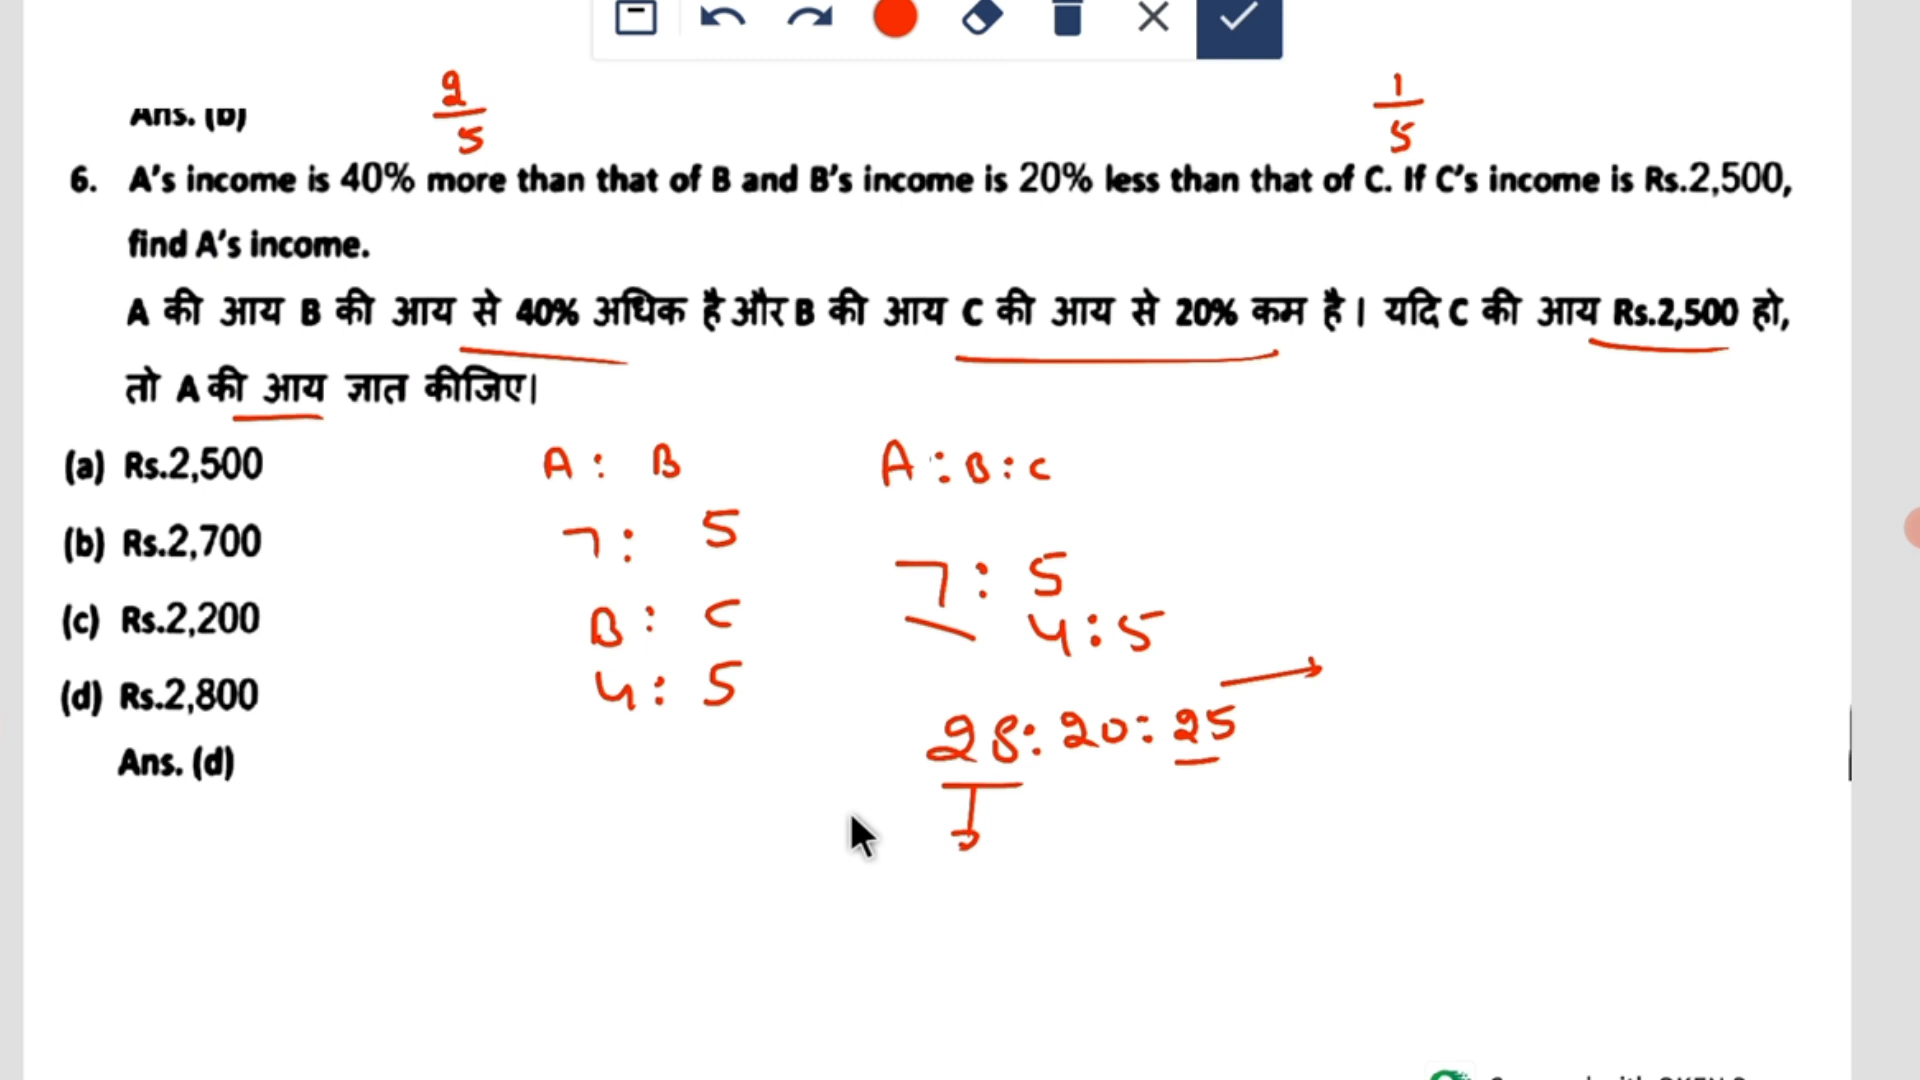 Ans. (b)
2/5
1/5
6. A's income is 40% more than that of B and B's income is 20% less than that of C. If C's income is Rs.2,500,
find A's income.
A की आय B की आय से 40% अधिक है और B की आय C की आय से 20% कम है। यदि C की आय Rs.2,500 हो,
तो A की आय ज्ञात कीजिए।
(a) Rs.2,500
(b) Rs.2,700
(c) Rs.2,200
(d) Rs.2,800
Ans. (d)
A : B
7 : 5
B : C
4 : 5
A : B : C
7 : 5
4 : 5
28 : 20 : 25